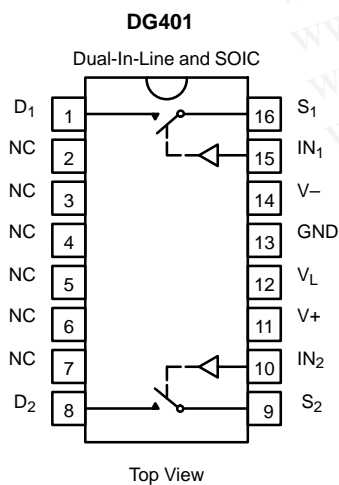 DG401
Dual-In-Line and SOIC
D1 1 16 S1
NC 2 15 IN1
NC 3 14 V–
NC 4 13 GND
NC 5 12 VL
NC 6 11 V+
NC 7 10 IN2
D2 8 9 S2
Top View